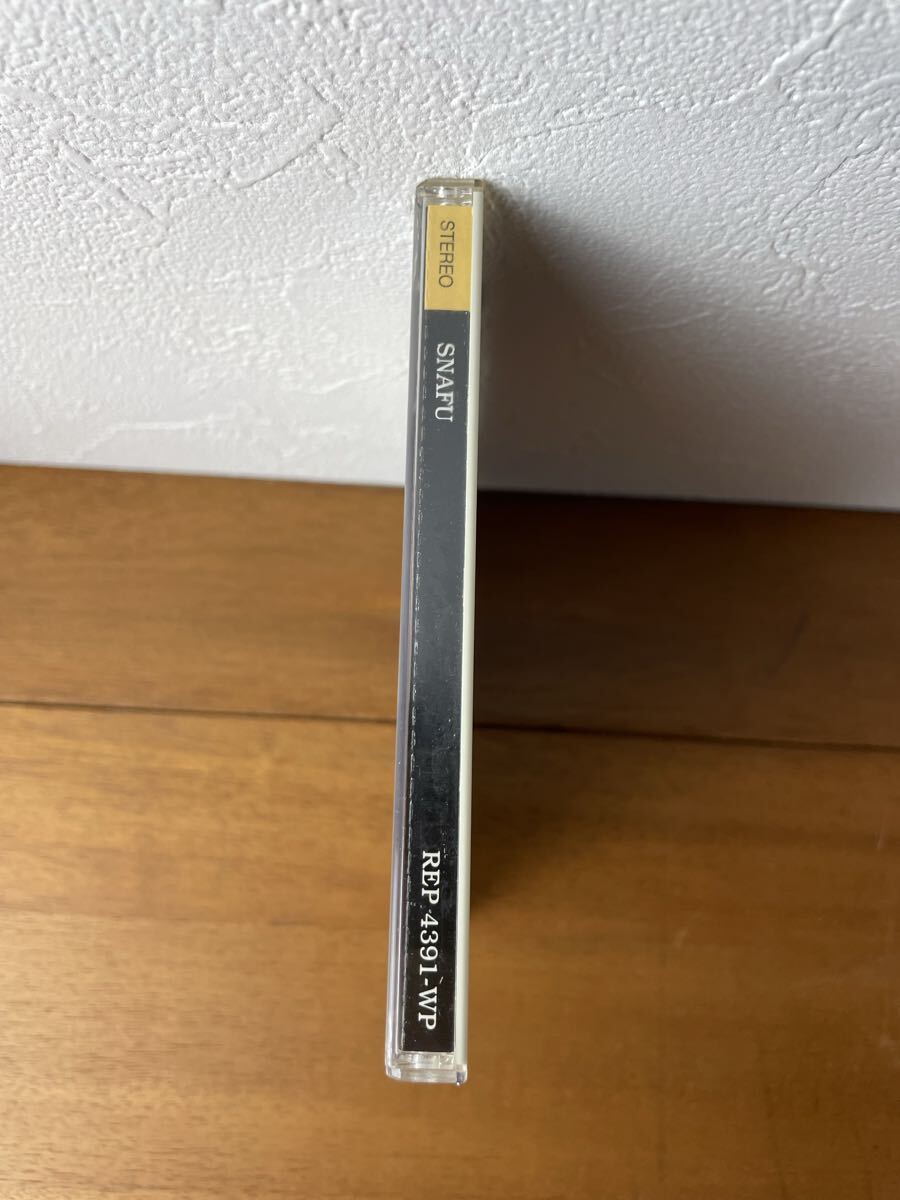 STEREO
SNAFU
REP 4391-WP